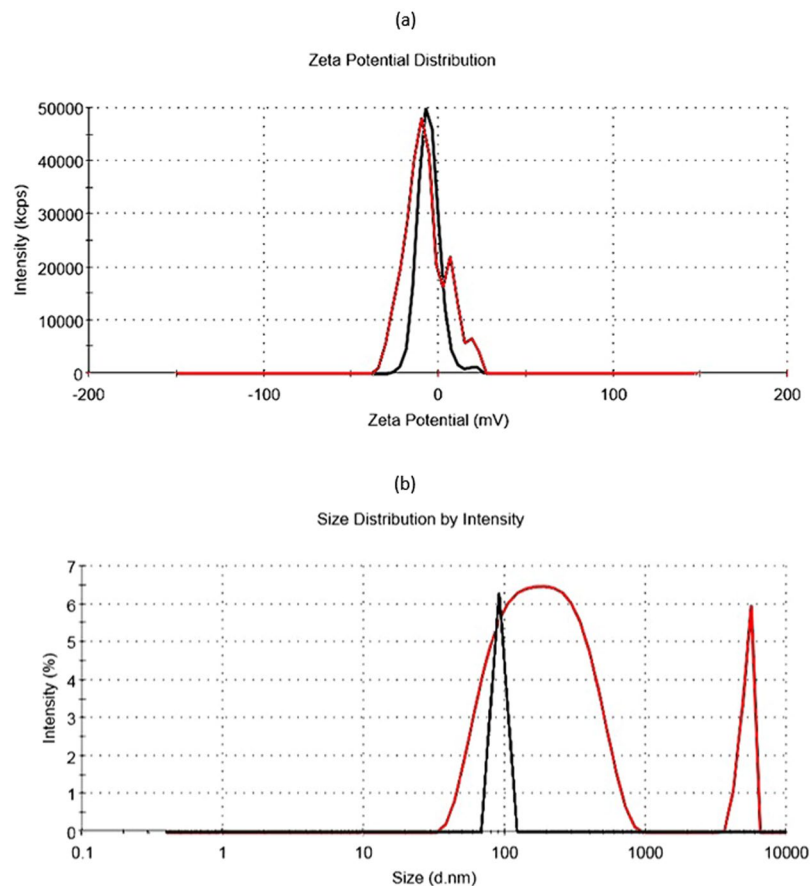 (a)
Zeta Potential Distribution
50000
40000
30000
20000
10000
0
Intensity (kcps)
-200 -100 0 100 200
Zeta Potential (mV)
(b)
Size Distribution by Intensity
7
6
5
4
3
2
1
0
Intensity (%)
0.1 1 10 100 1000 10000
Size (d.nm)